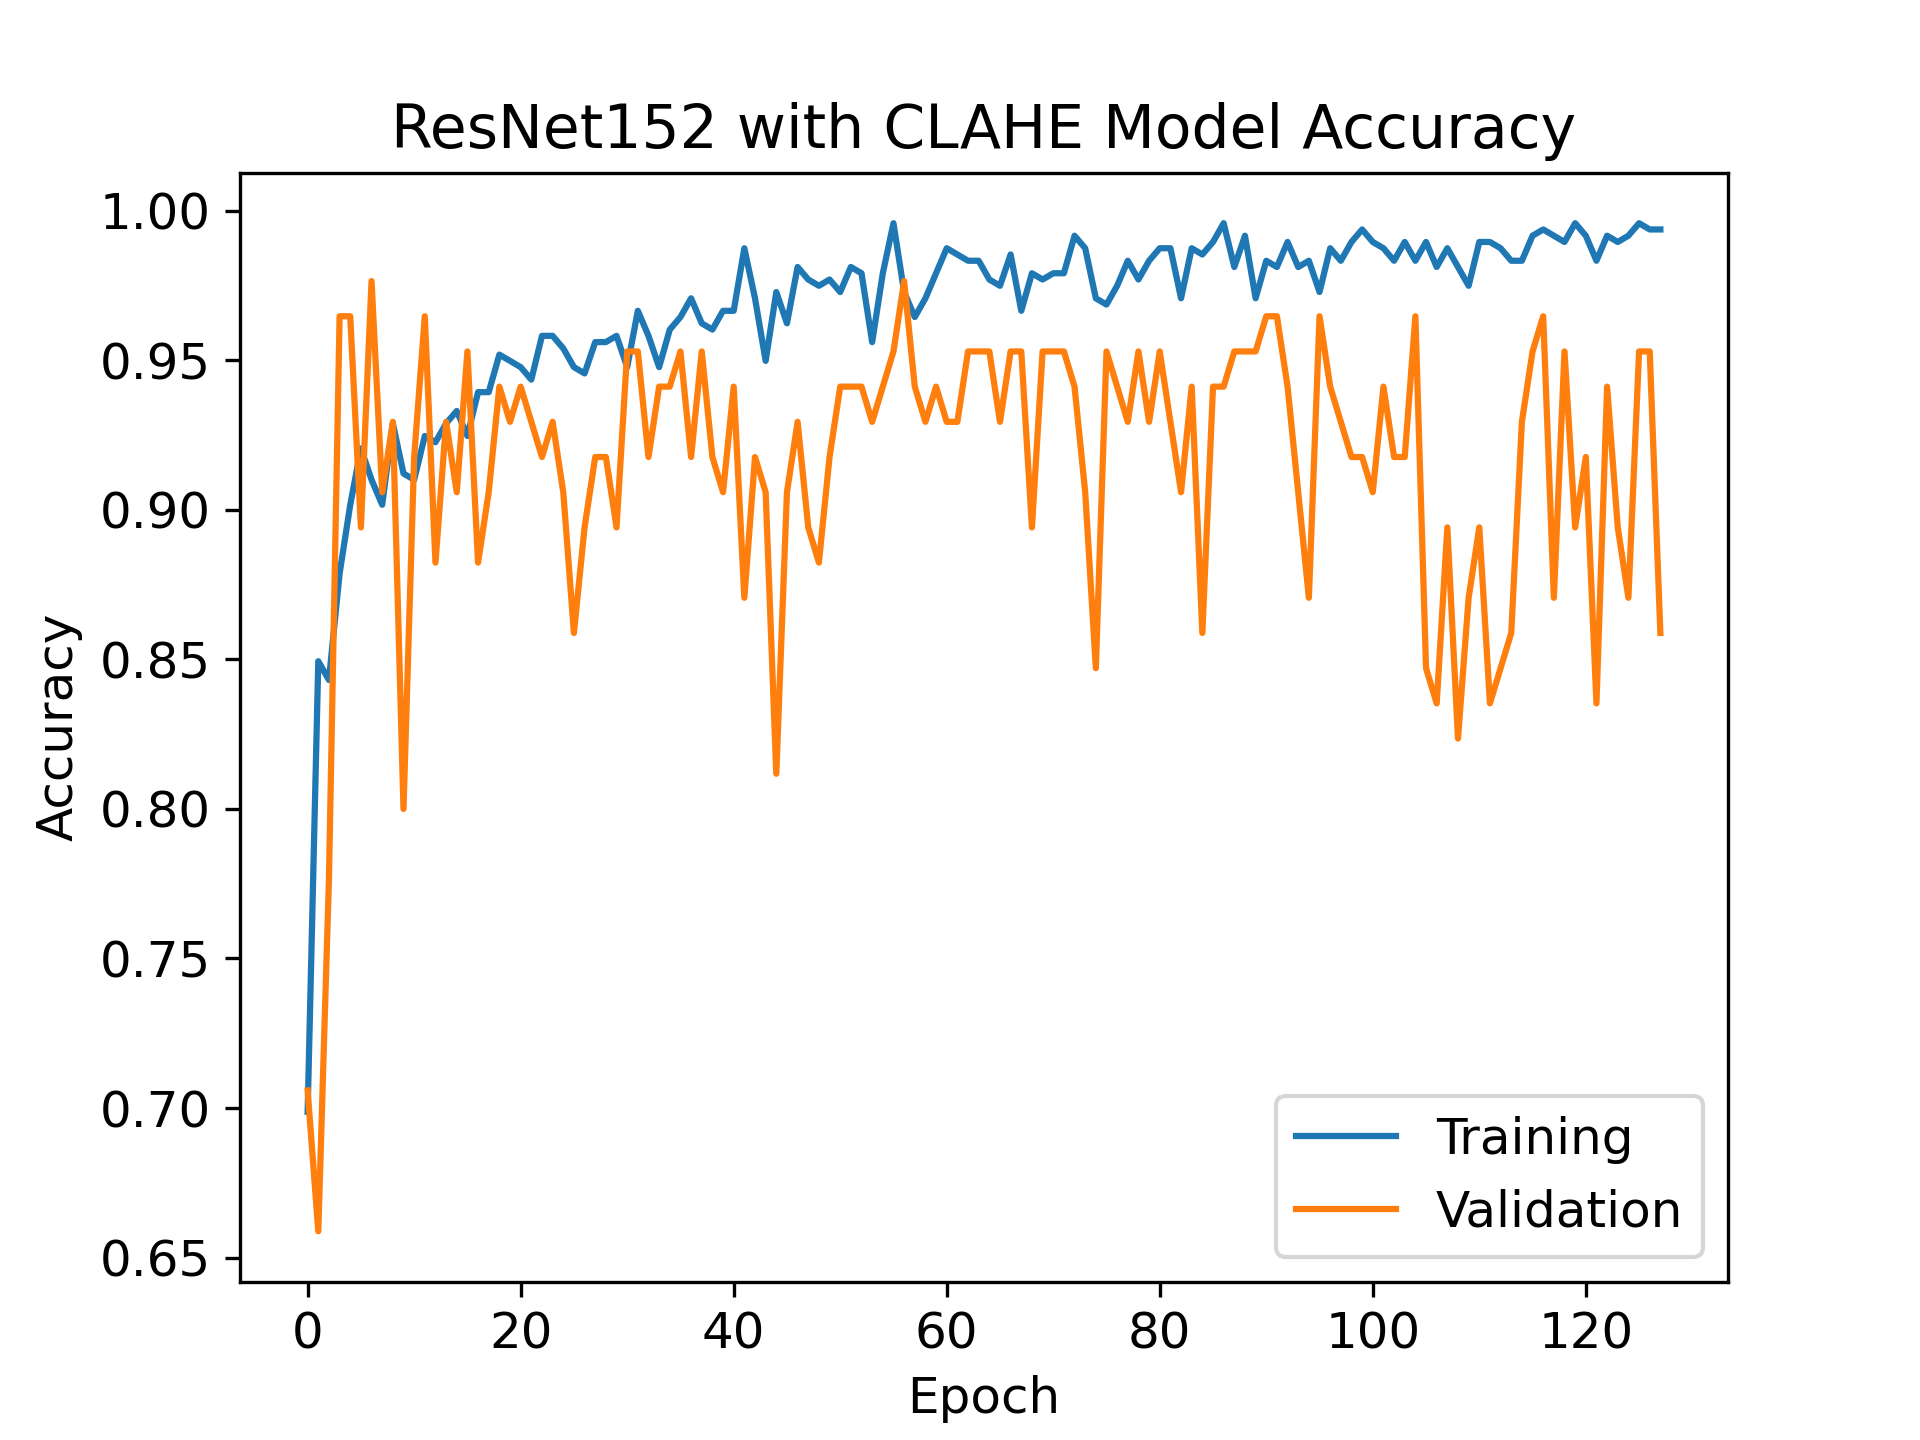 ResNet152 with CLAHE Model Accuracy
1.00
0.95
0.90
0.85
0.80
0.75
0.70
0.65
Accuracy
0 20 40 60 80 100 120
Epoch
Training
Validation